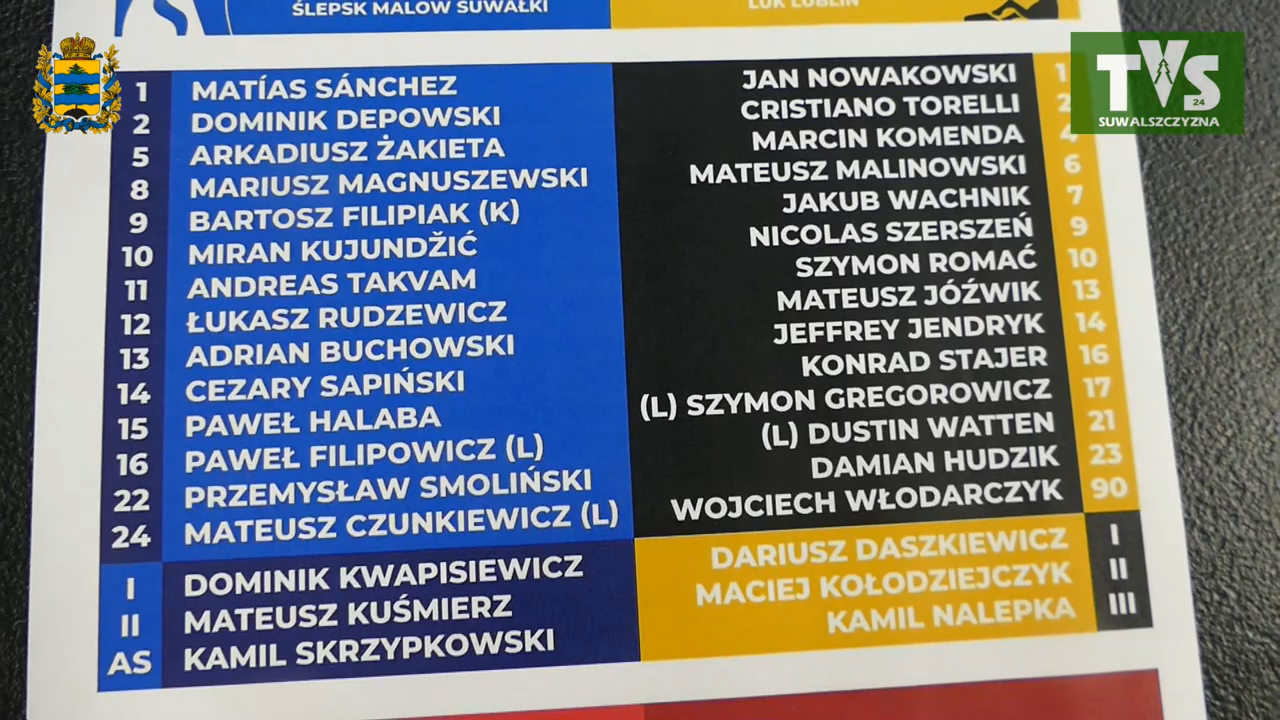 ŚLEPSK MALOW SUWAŁKI
LUK LUBLIN
1 MATÍAS SÁNCHEZ
2 DOMINIK DEPOWSKI
5 ARKADIUSZ ŻAKIETA
8 MARIUSZ MAGNUSZEWSKI
9 BARTOSZ FILIPIAK (K)
10 MIRAN KUJUNDŽIĆ
11 ANDREAS TAKVAM
12 ŁUKASZ RUDZEWICZ
13 ADRIAN BUCHOWSKI
14 CEZARY SAPIŃSKI
15 PAWEŁ HALABA
16 PAWEŁ FILIPOWICZ (L)
22 PRZEMYSŁAW SMOLIŃSKI
24 MATEUSZ CZUNKIEWICZ (L)
I DOMINIK KWAPISIEWICZ
II MATEUSZ KUŚMIERZ
AS KAMIL SKRZYPKOWSKI
JAN NOWAKOWSKI 1
CRISTIANO TORELLI 2
MARCIN KOMENDA 4
MATEUSZ MALINOWSKI 6
JAKUB WACHNIK 7
NICOLAS SZERSZEŃ 9
SZYMON ROMAĆ 10
MATEUSZ JÓŹWIK 13
JEFFREY JENDRYK 14
KONRAD STAJER 16
(L) SZYMON GREGOROWICZ 17
(L) DUSTIN WATTEN 21
DAMIAN HUDZIK 23
WOJCIECH WŁODARCZYK 90
DARIUSZ DASZKIEWICZ I
MACIEJ KOŁODZIEJCZYK II
KAMIL NALEPKA III
TVS
24
SUWALSZCZYZNA